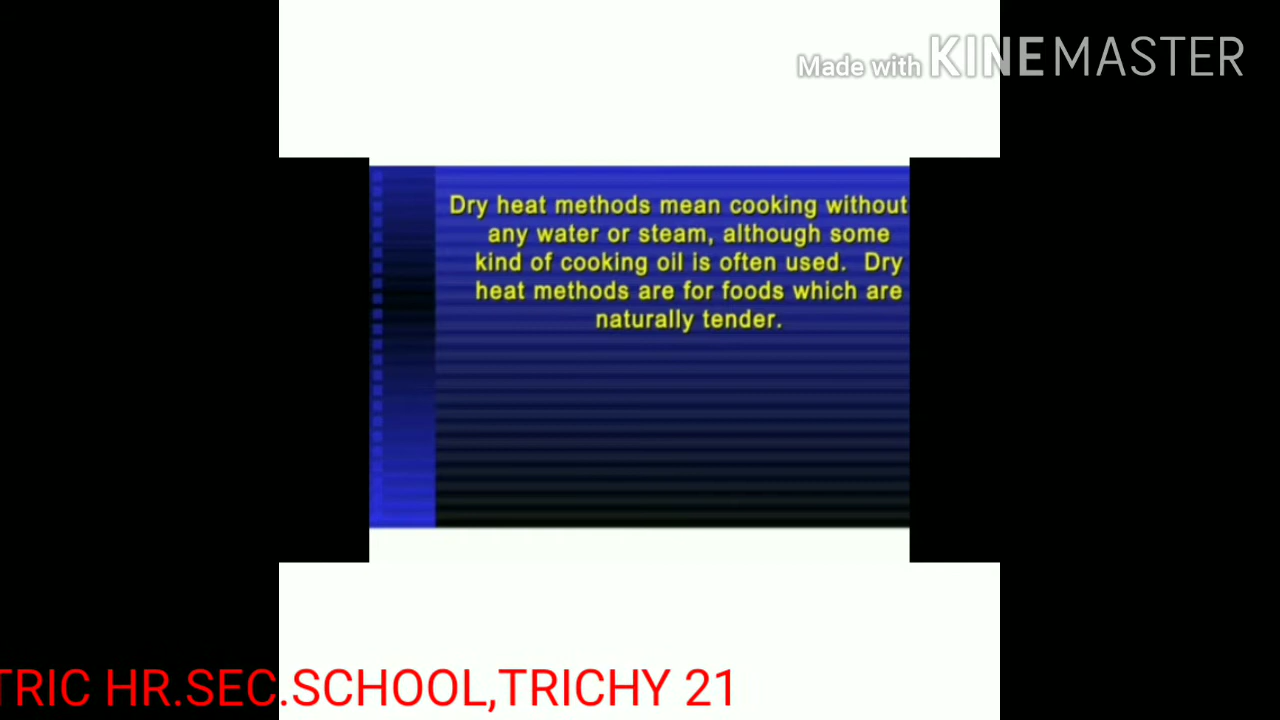 Made with KINEMASTER
Dry heat methods mean cooking without
any water or steam, although some
kind of cooking oil is often used. Dry
heat methods are for foods which are
naturally tender.
TRIC HR.SEC.SCHOOL,TRICHY 21